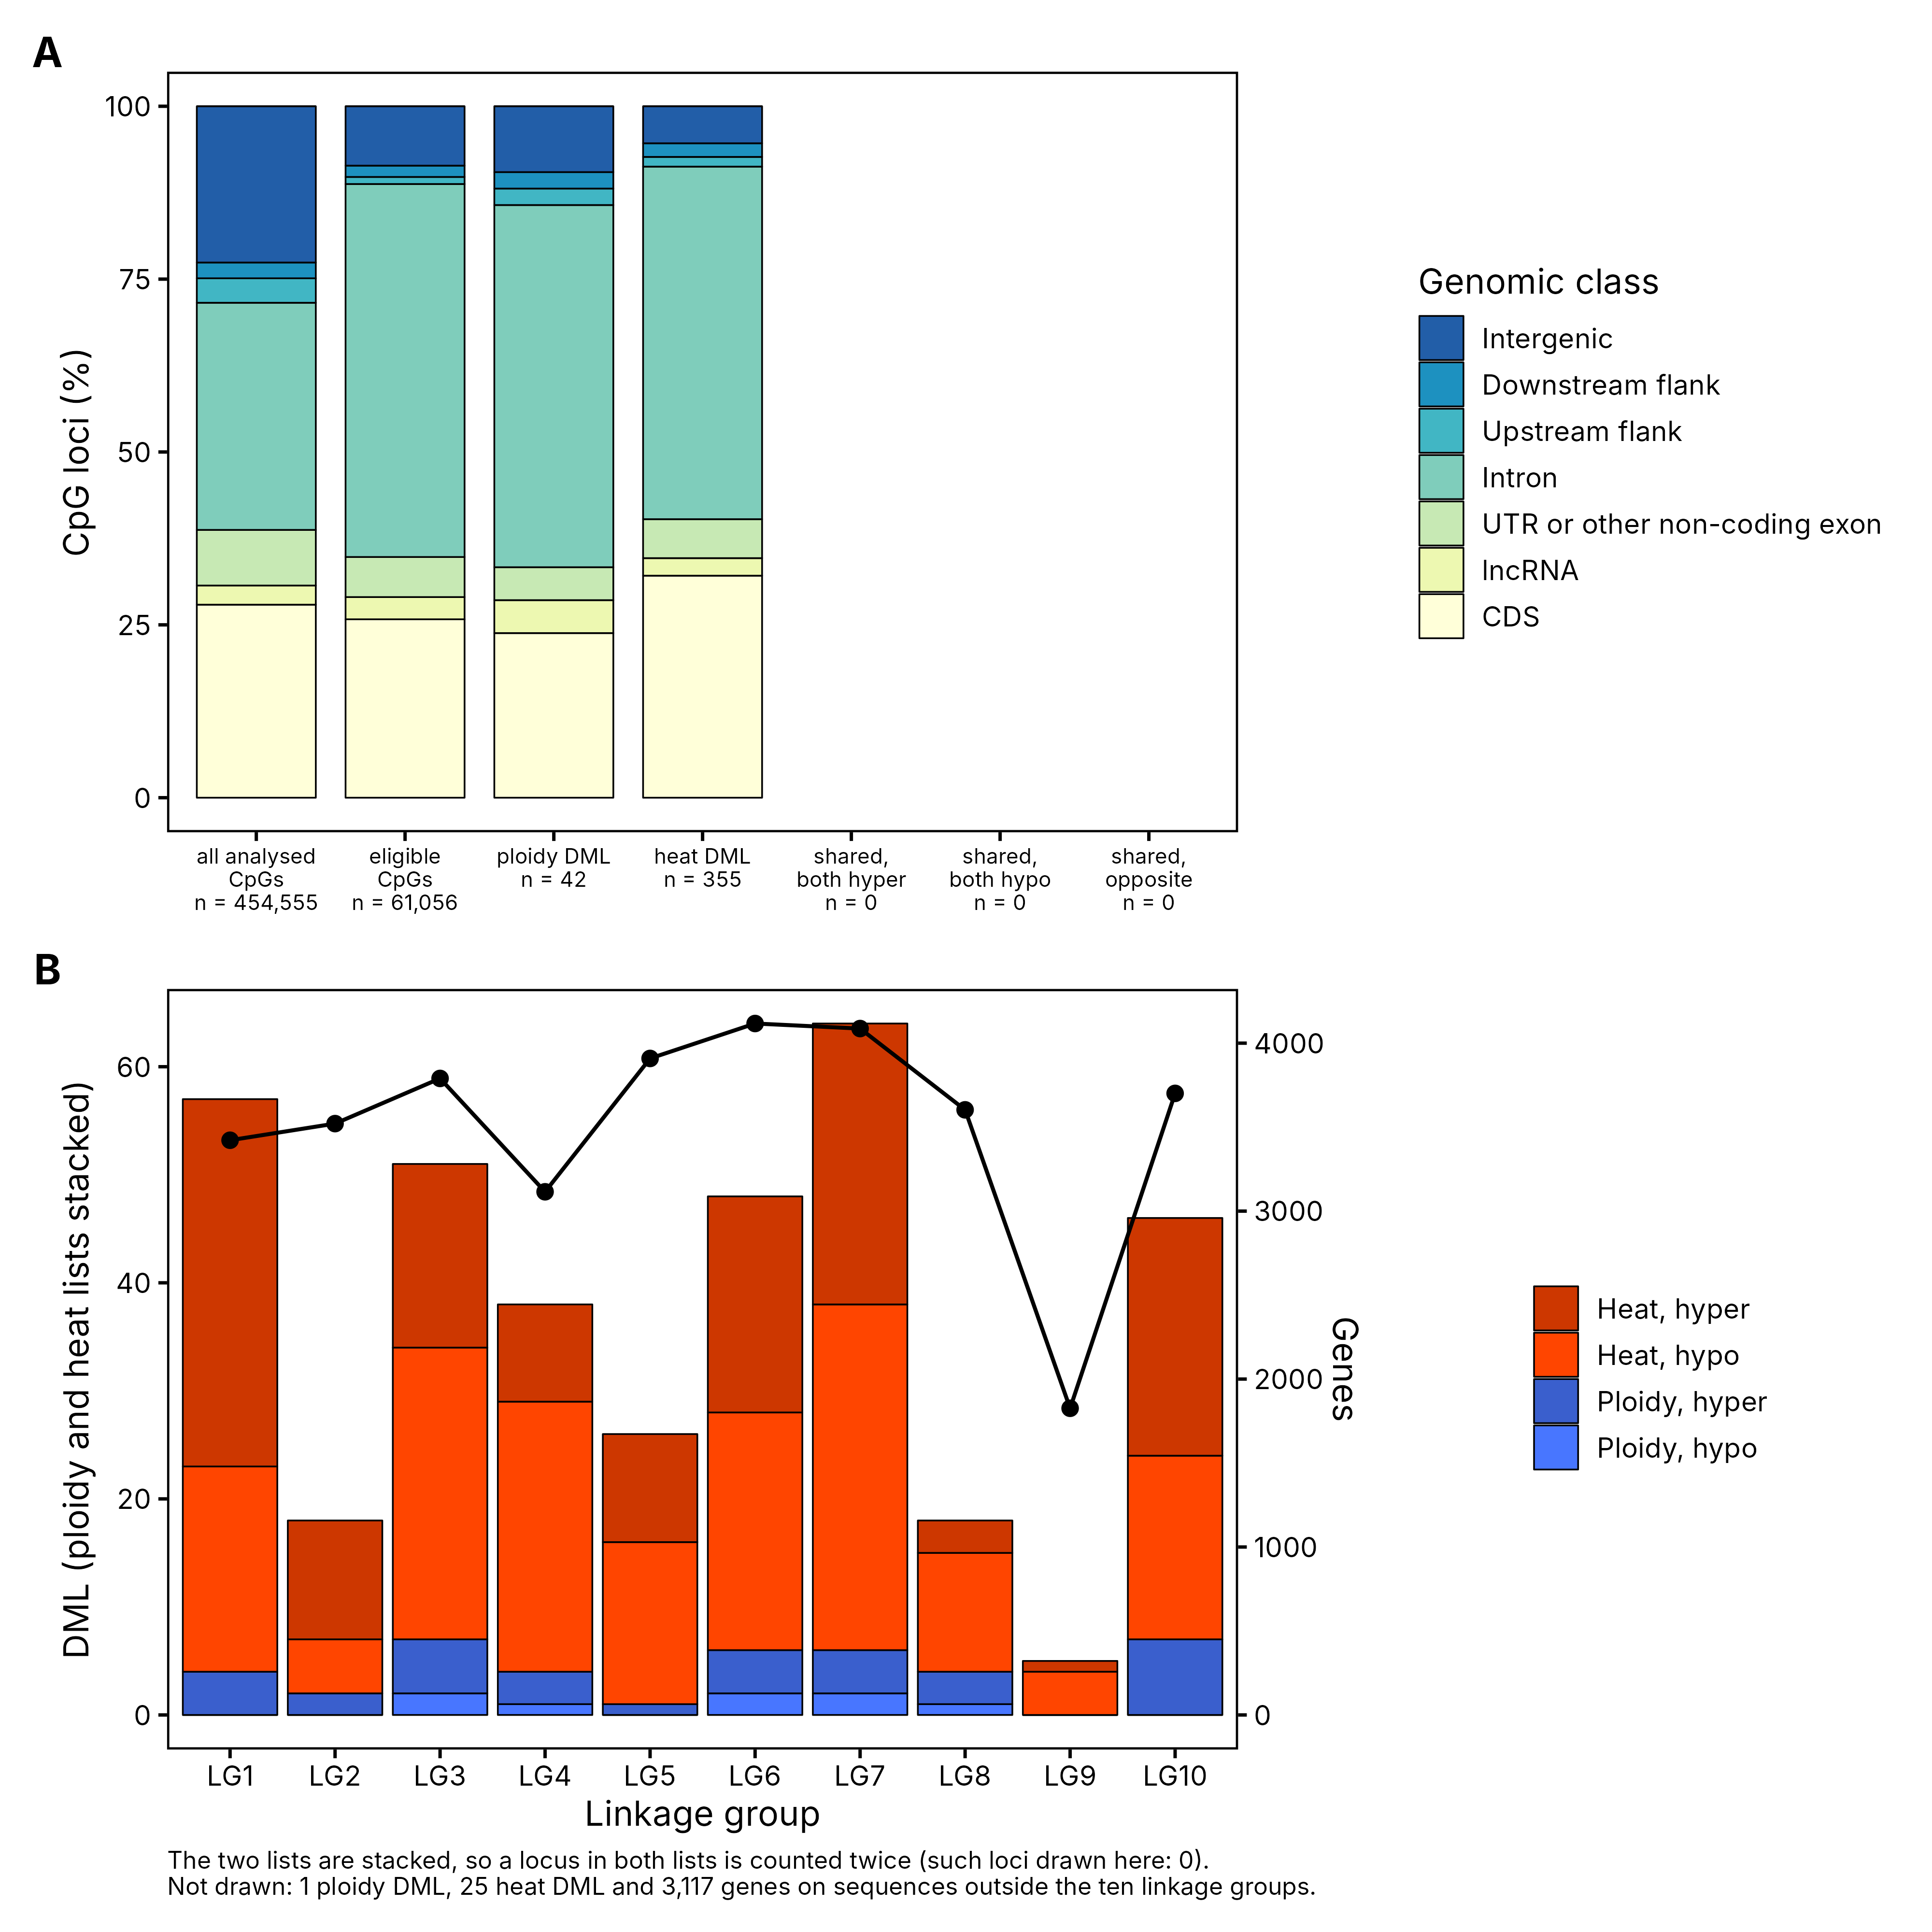 A
CpG loci (%)
100
75
50
25
0
all analysed
CpGs
n = 454,555
eligible
CpGs
n = 61,056
ploidy DML
n = 42
heat DML
n = 355
shared,
both hyper
n = 0
shared,
both hypo
n = 0
shared,
opposite
n = 0
Genomic class
Intergenic
Downstream flank
Upstream flank
Intron
UTR or other non-coding exon
lncRNA
CDS
B
DML (ploidy and heat lists stacked)
60
40
20
0
4000
3000
2000
1000
0
Genes
LG1
LG2
LG3
LG4
LG5
LG6
LG7
LG8
LG9
LG10
Linkage group
Heat, hyper
Heat, hypo
Ploidy, hyper
Ploidy, hypo
The two lists are stacked, so a locus in both lists is counted twice (such loci drawn here: 0).
Not drawn: 1 ploidy DML, 25 heat DML and 3,117 genes on sequences outside the ten linkage groups.